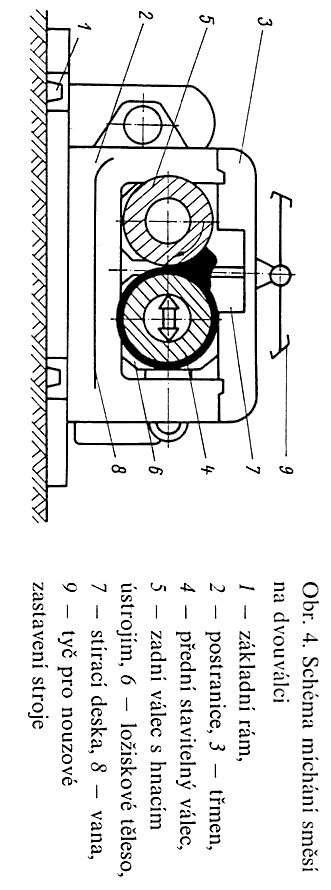 1
2
5
3
8
6
4
7
9
Obr. 4. Schéma míchání směsi
na dvouválci
1 – základní rám,
2 – postranice, 3 – třmen,
4 – přední stavitelný válec,
5 – zadní válec s hnacím
ústrojím, 6 – ložiskové těleso,
7 – stírací deska, 8 – vana,
9 – tyč pro nouzové
zastavení stroje